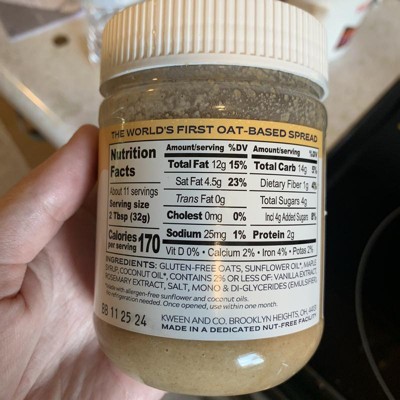 THE WORLD'S FIRST OAT-BASED SPREAD
Nutrition
Facts
About 11 servings
Serving size
2 Tbsp (32g)
Calories 170
per serving
Amount/serving %DV
Total Fat 12g 15%
Sat Fat 4.5g 23%
Trans Fat 0g
Cholest 0mg 0%
Sodium 25mg 1%
Amount/serving %DV
Total Carb 14g 5%
Dietary Fiber 1g 4%
Total Sugars 4g
Incl 4g Added Sugars 8%
Protein 2g
Vit D 0% • Calcium 2% • Iron 4% • Potas 2%
INGREDIENTS: GLUTEN-FREE OATS, SUNFLOWER OIL*, MAPLE
SYRUP, COCONUT OIL*, CONTAINS 2% OR LESS OF: VANILLA EXTRACT,
ROSEMARY EXTRACT, SALT, MONO & DI-GLYCERIDES (EMULSIFIER).
*Made with allergen-free sunflower and coconut oils.
No refrigeration needed. Once opened, use within one month.
KWEEN AND CO. BROOKLYN HEIGHTS, OH.
MADE IN A DEDICATED NUT-FREE FACILITY
BB 11 25 24